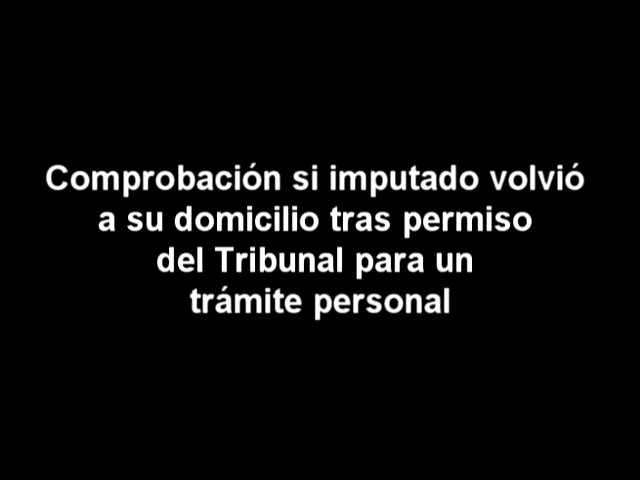 Comprobación si imputado volvió
a su domicilio tras permiso
del Tribunal para un
trámite personal